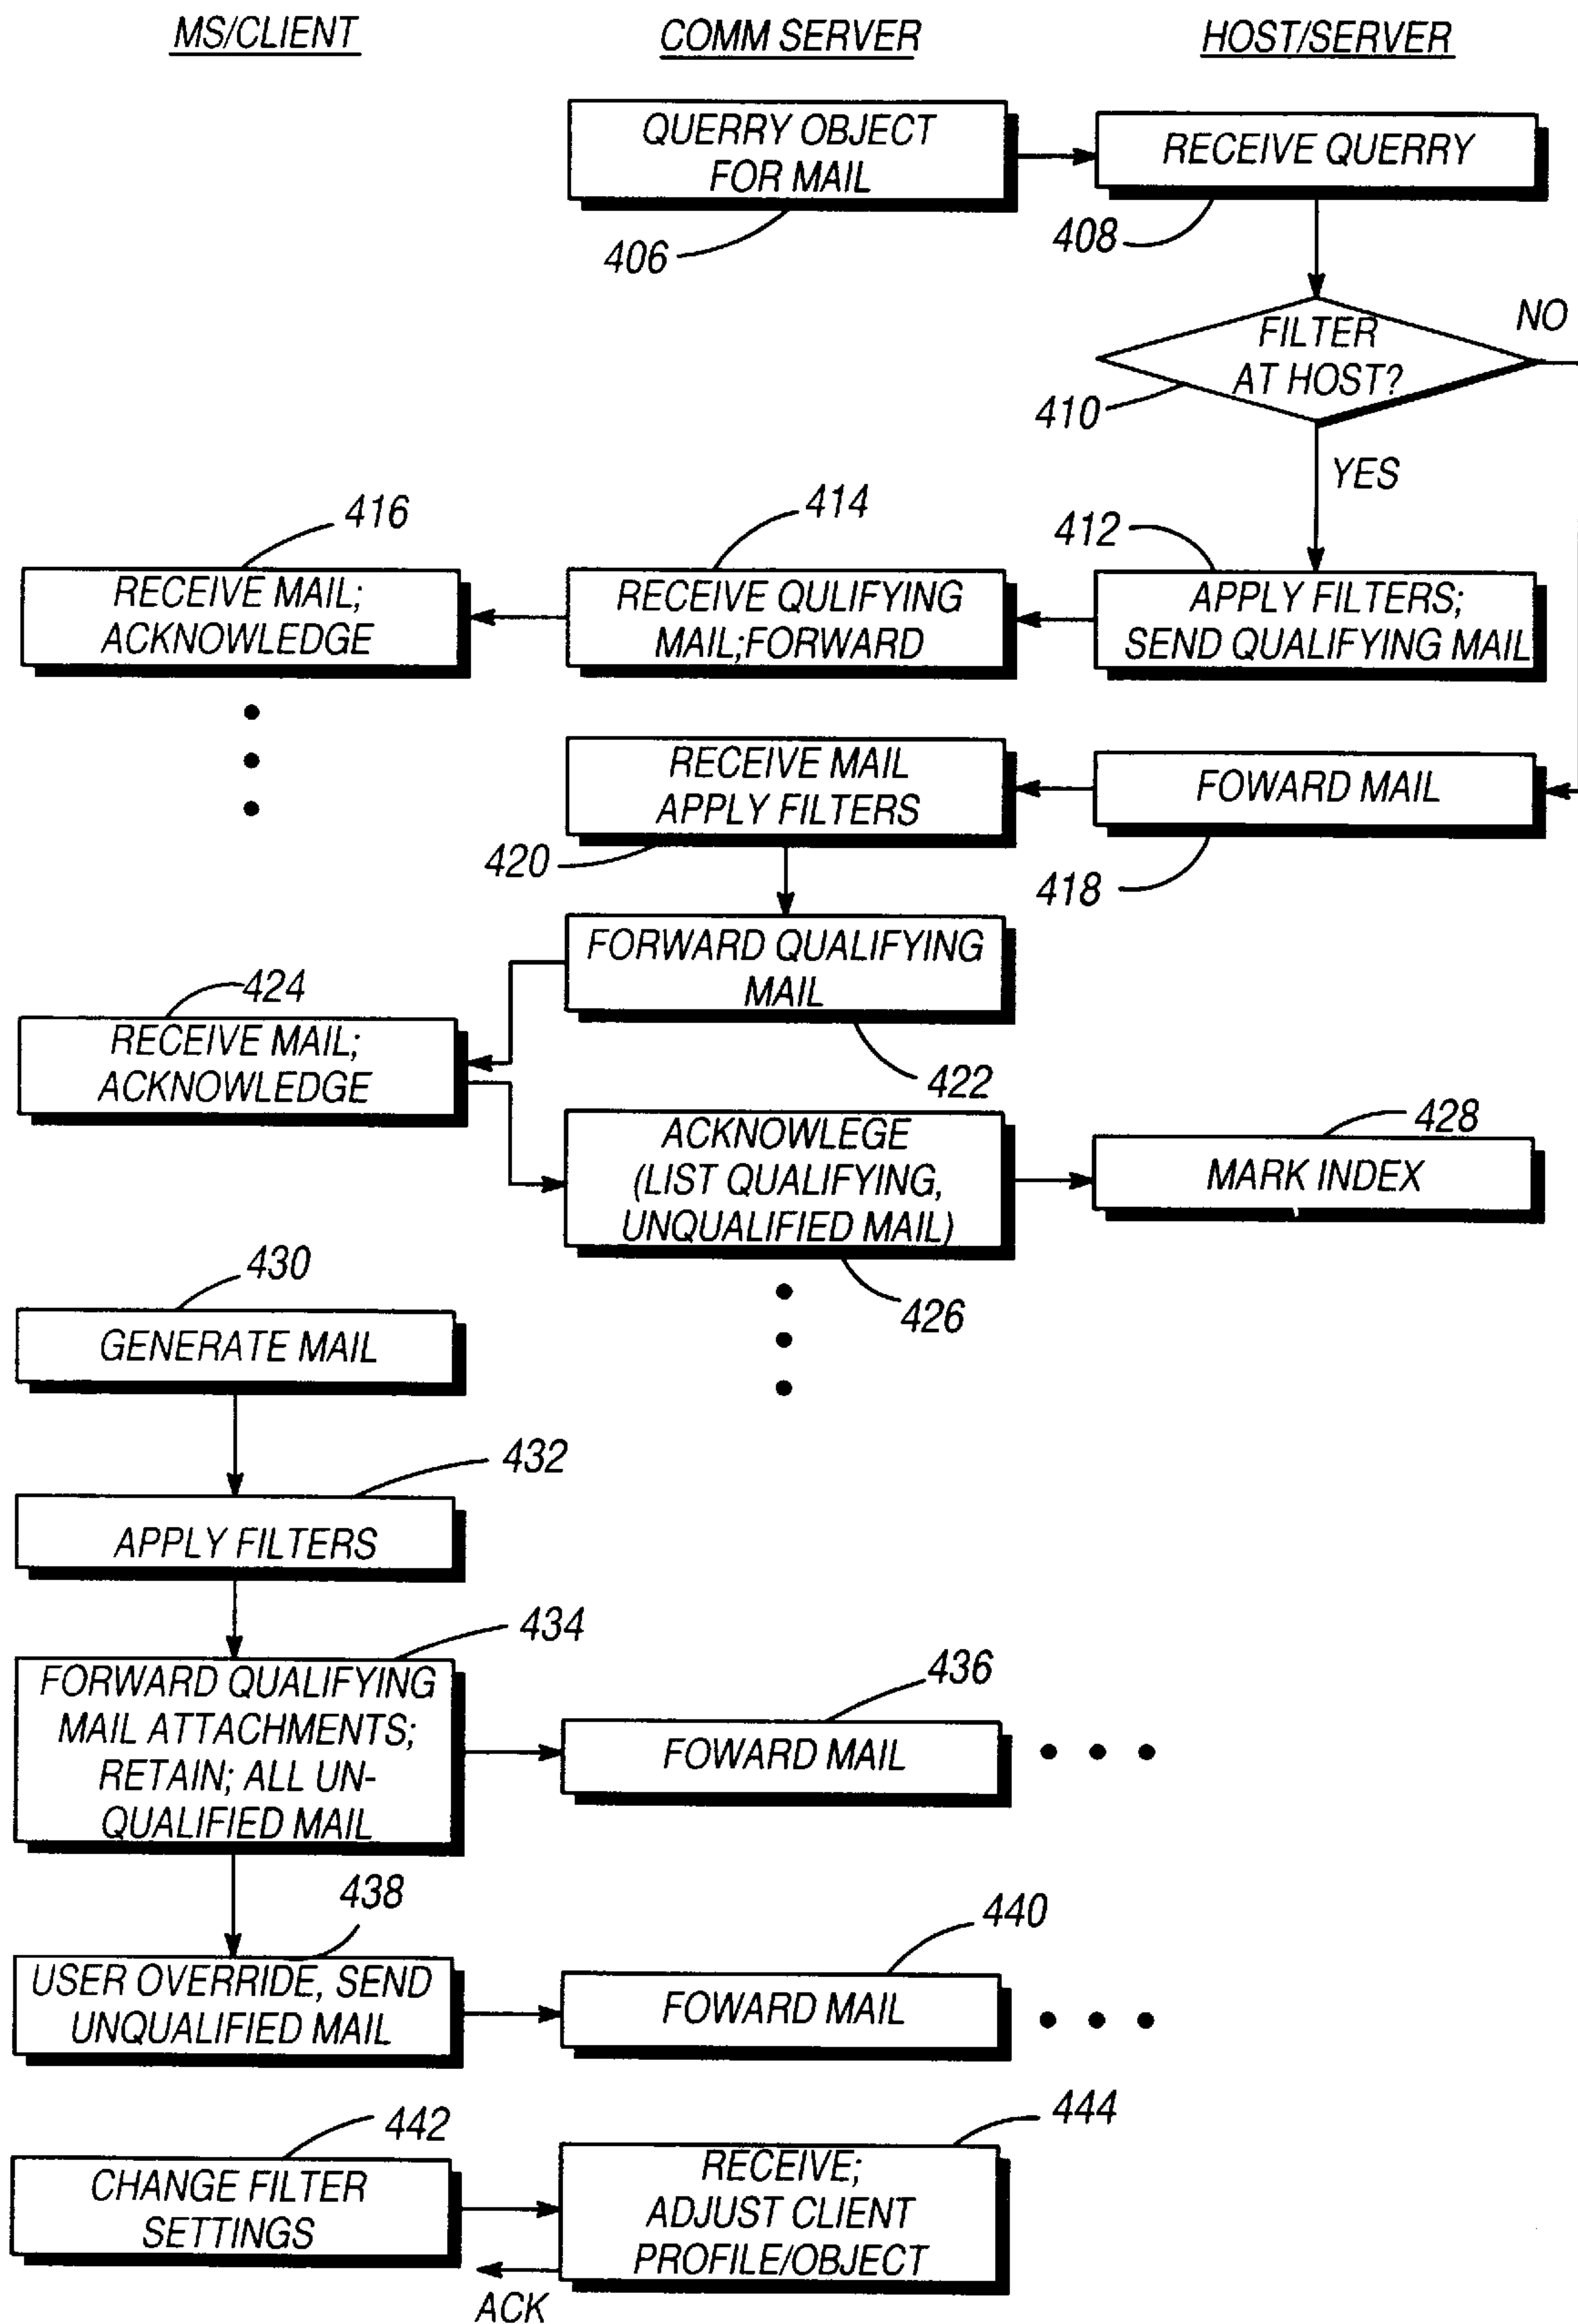 MS/CLIENT
COMM SERVER
HOST/SERVER
QUERRY OBJECT
FOR MAIL
RECEIVE QUERRY
406
408
FILTER
AT HOST?
NO
410
YES
416
414
412
RECEIVE MAIL;
ACKNOWLEDGE
RECEIVE QULIFYING
MAIL;FORWARD
APPLY FILTERS;
SEND QUALIFYING MAIL
RECEIVE MAIL
APPLY FILTERS
FOWARD MAIL
420
418
FORWARD QUALIFYING
MAIL
424
RECEIVE MAIL;
ACKNOWLEDGE
422
ACKNOWLEGE
(LIST QUALIFYING,
UNQUALIFIED MAIL)
428
MARK INDEX
426
430
GENERATE MAIL
432
APPLY FILTERS
434
FORWARD QUALIFYING
MAIL ATTACHMENTS;
RETAIN; ALL UN-
QUALIFIED MAIL
436
FOWARD MAIL
438
USER OVERRIDE, SEND
UNQUALIFIED MAIL
440
FOWARD MAIL
442
CHANGE FILTER
SETTINGS
444
RECEIVE;
ADJUST CLIENT
PROFILE/OBJECT
ACK